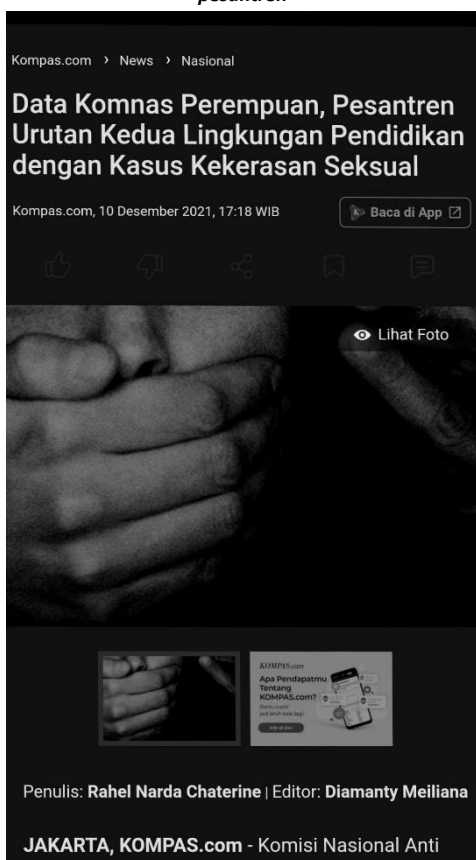 pesantren
Kompas.com › News › Nasional
Data Komnas Perempuan, Pesantren
Urutan Kedua Lingkungan Pendidikan
dengan Kasus Kekerasan Seksual
Kompas.com, 10 Desember 2021, 17:18 WIB
Baca di App
Lihat Foto
KOMPAS.com
Apa Pendapatmu
Tentang
KOMPAS.com?
Penulis: Rahel Narda Chaterine | Editor: Diamanty Meiliana
JAKARTA, KOMPAS.com - Komisi Nasional Anti